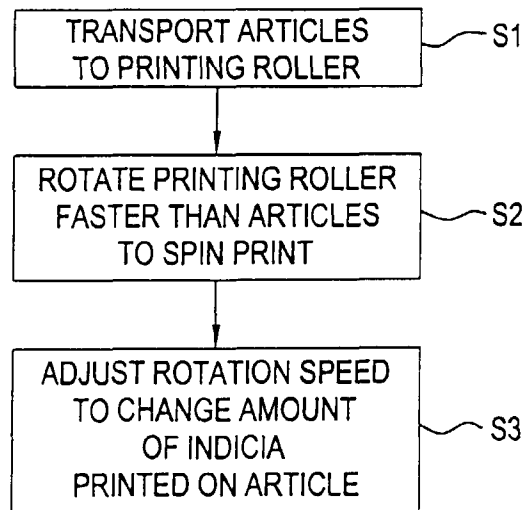 TRANSPORT ARTICLES
TO PRINTING ROLLER
S1
ROTATE PRINTING ROLLER
FASTER THAN ARTICLES
TO SPIN PRINT
S2
ADJUST ROTATION SPEED
TO CHANGE AMOUNT
OF INDICIA
PRINTED ON ARTICLE
S3